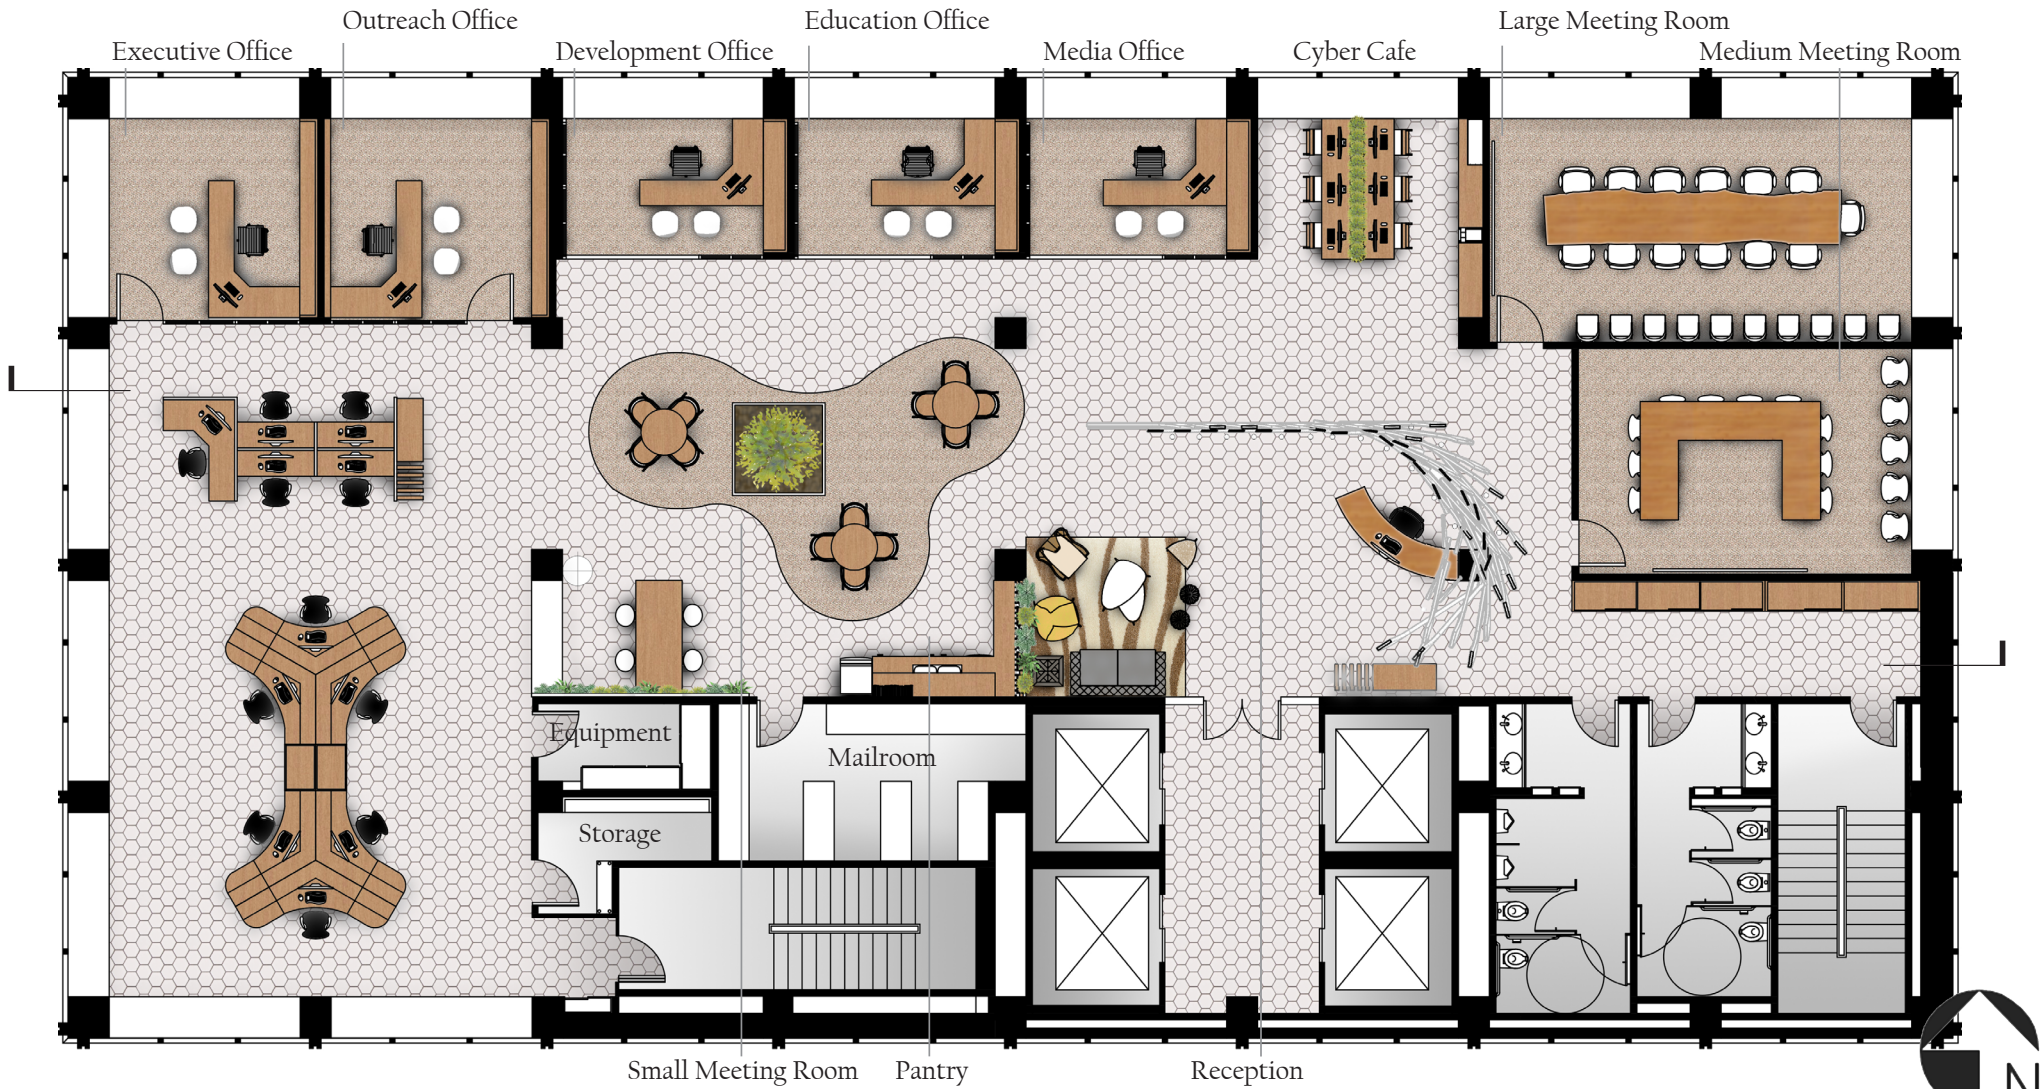 Outreach Office
Education Office
Large Meeting Room
Executive Office
Development Office
Media Office
Cyber Cafe
Medium Meeting Room
Equipment
Mailroom
Storage
Small Meeting Room
Pantry
Reception
N